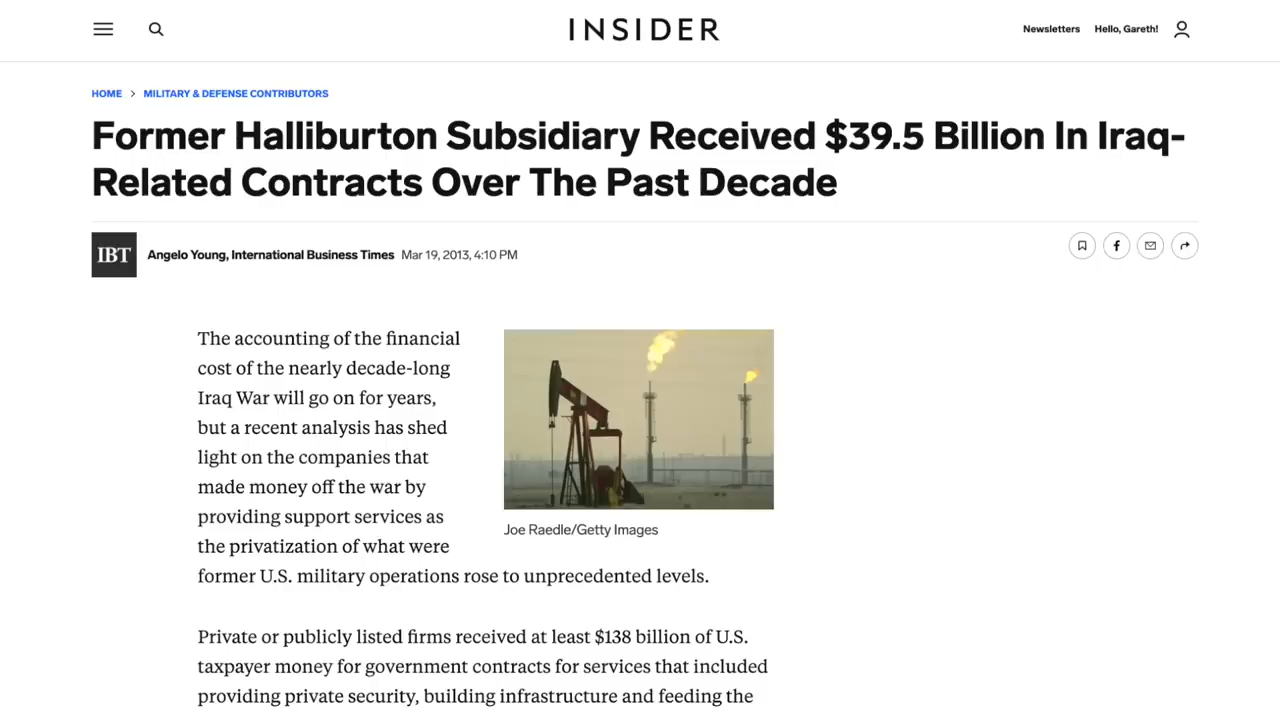 INSIDER
Newsletters
Hello, Gareth!
HOME > MILITARY & DEFENSE CONTRIBUTORS
Former Halliburton Subsidiary Received $39.5 Billion In Iraq-
Related Contracts Over The Past Decade
IBT
Angelo Young, International Business Times Mar 19, 2013, 4:10 PM
The accounting of the financial
cost of the nearly decade-long
Iraq War will go on for years,
but a recent analysis has shed
light on the companies that
made money off the war by
providing support services as
the privatization of what were
former U.S. military operations rose to unprecedented levels.
Joe Raedle/Getty Images
Private or publicly listed firms received at least $138 billion of U.S.
taxpayer money for government contracts for services that included
providing private security, building infrastructure and feeding the